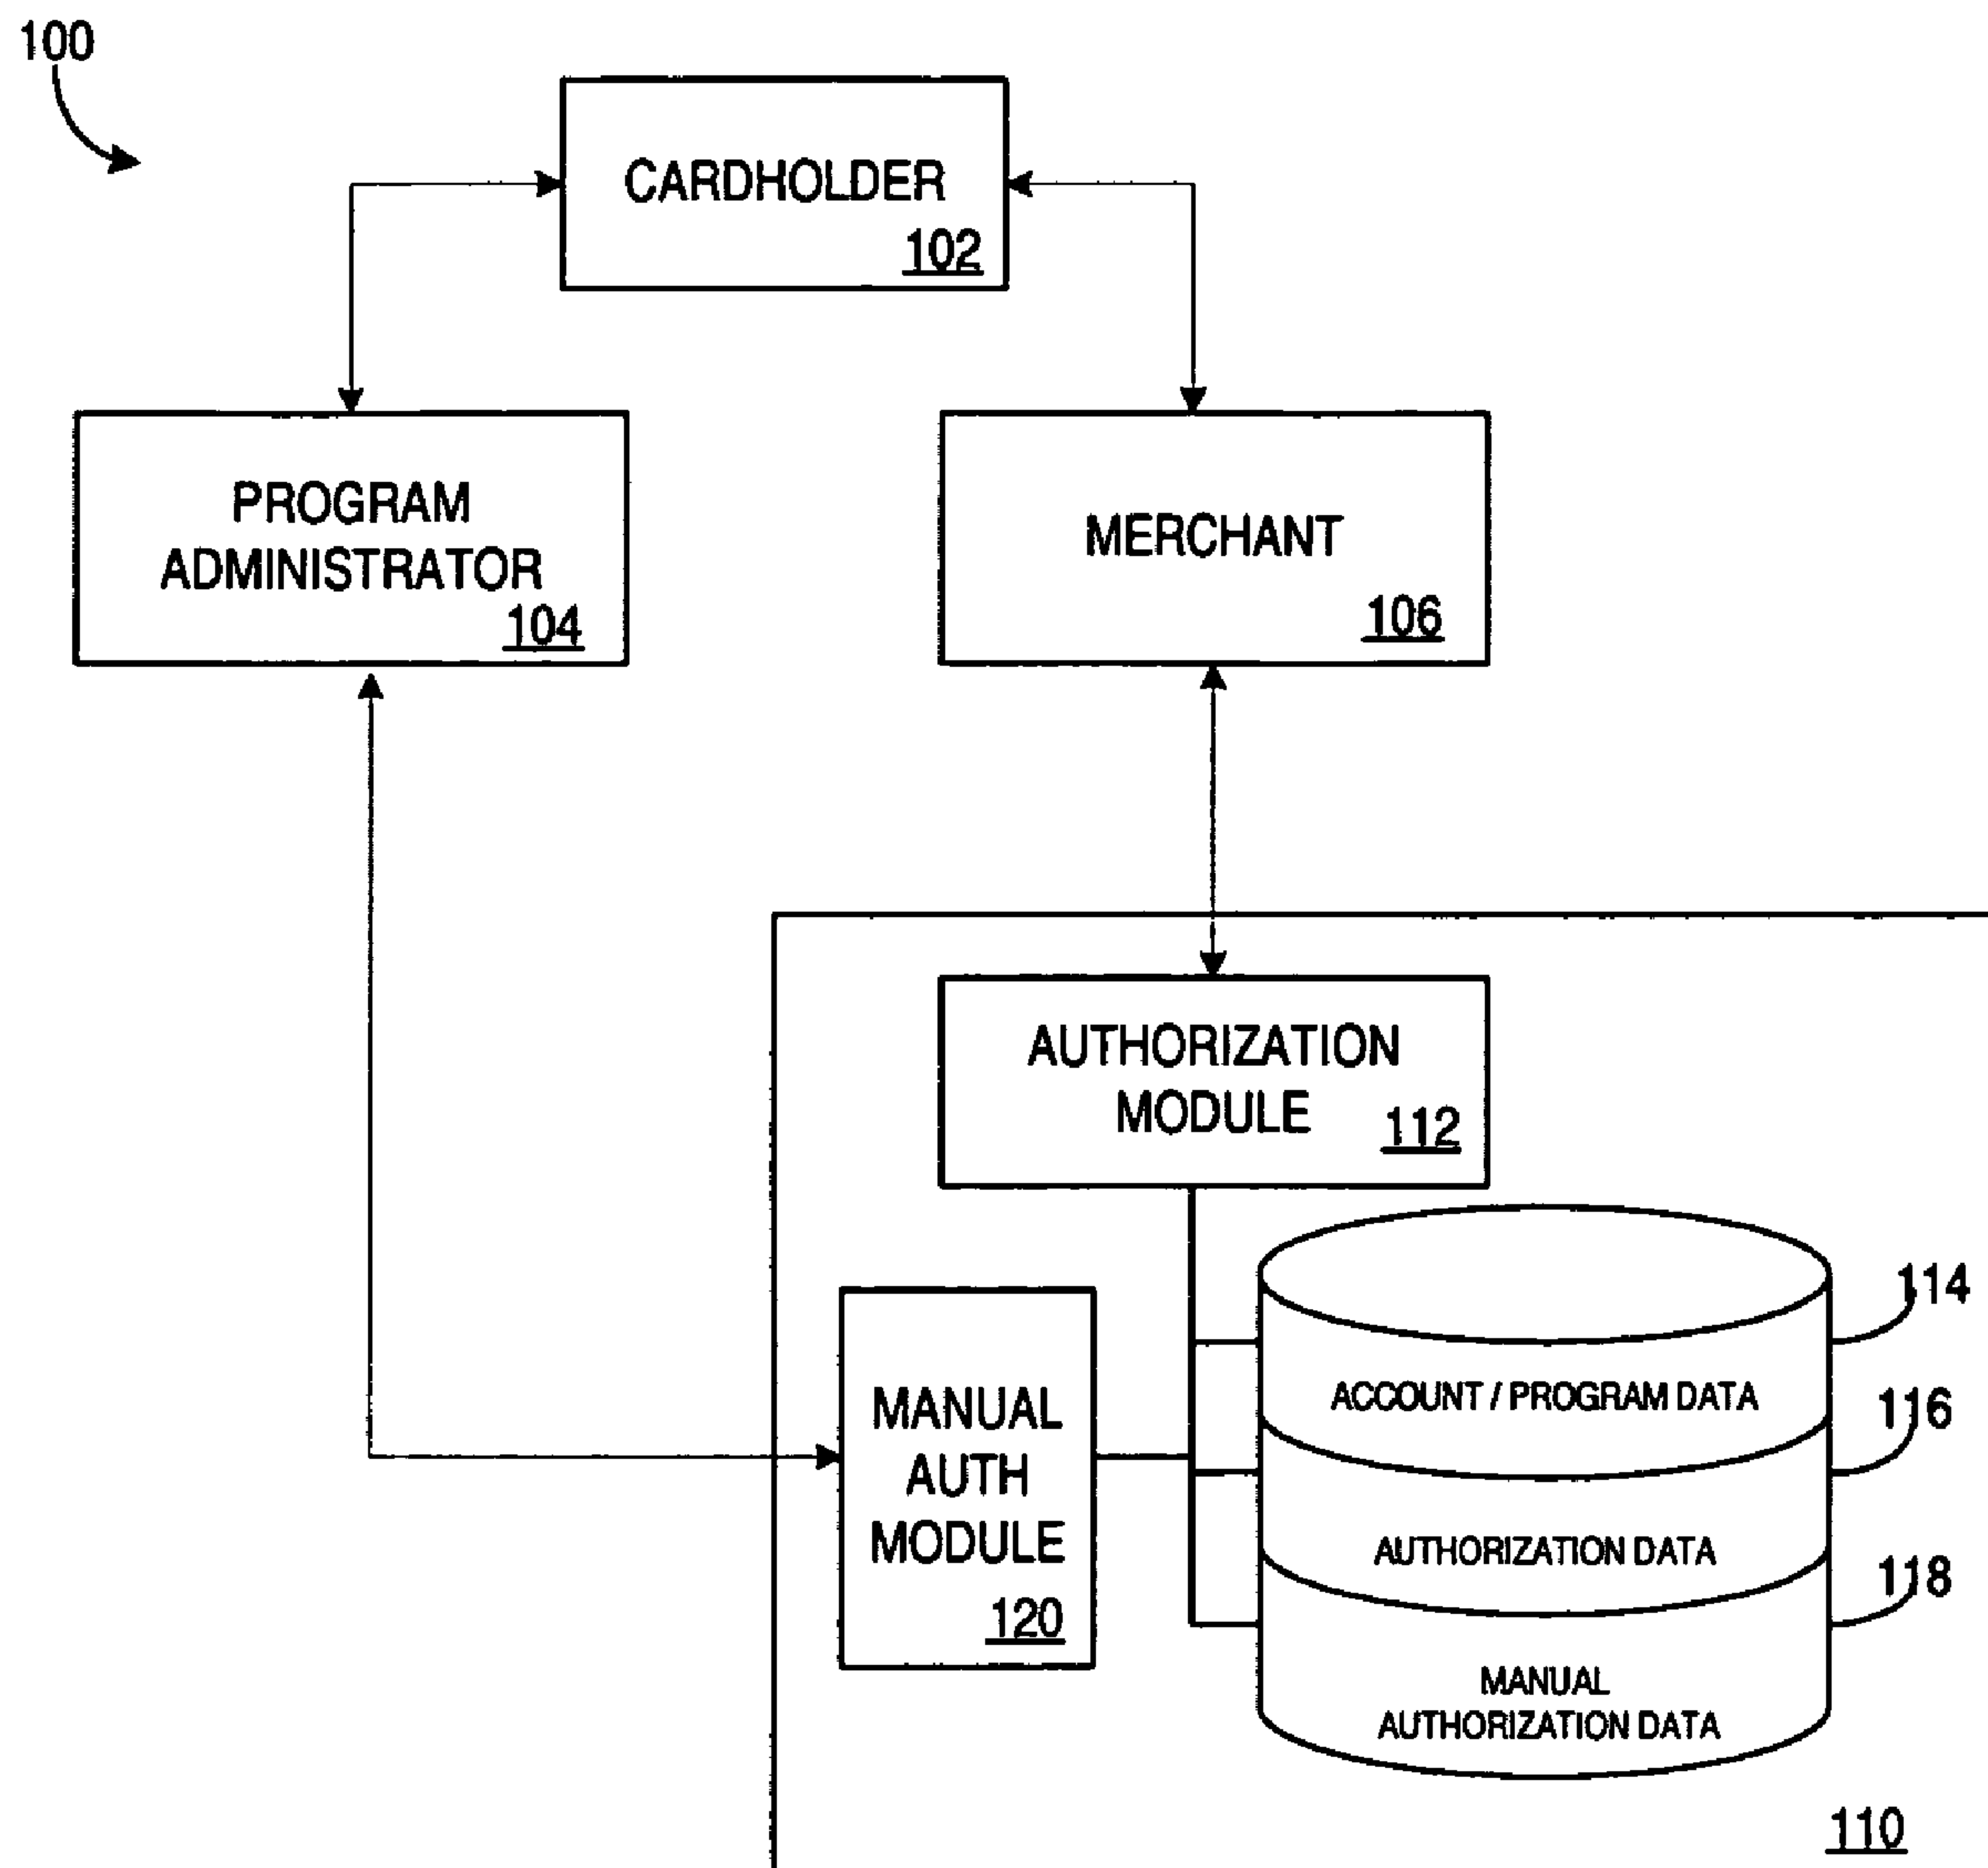 100
CARDHOLDER
102
PROGRAM
ADMINISTRATOR
104
MERCHANT
106
AUTHORIZATION
MODULE
112
114
ACCOUNT / PROGRAM DATA
116
MANUAL
AUTH
MODULE
120
AUTHORIZATION DATA
118
MANUAL
AUTHORIZATION DATA
110